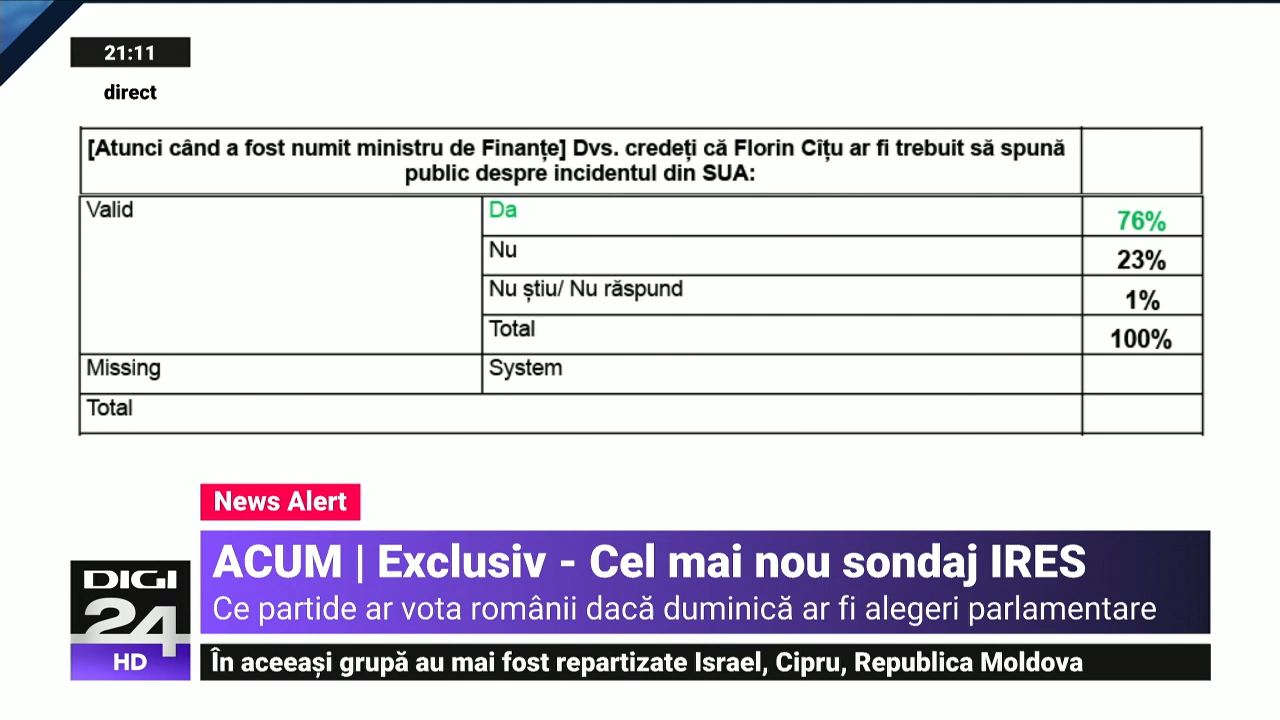 21:11
direct
[Atunci când a fost numit ministru de Finanțe] Dvs. credeți că Florin Cîțu ar fi trebuit să spună
public despre incidentul din SUA:
Valid
Da
76%
Nu
23%
Nu știu/ Nu răspund
1%
Total
100%
Missing
System
Total
News Alert
ACUM | Exclusiv - Cel mai nou sondaj IRES
Ce partide ar vota românii dacă duminică ar fi alegeri parlamentare
DIGI
24
HD
În aceeași grupă au mai fost repartizate Israel, Cipru, Republica Moldova